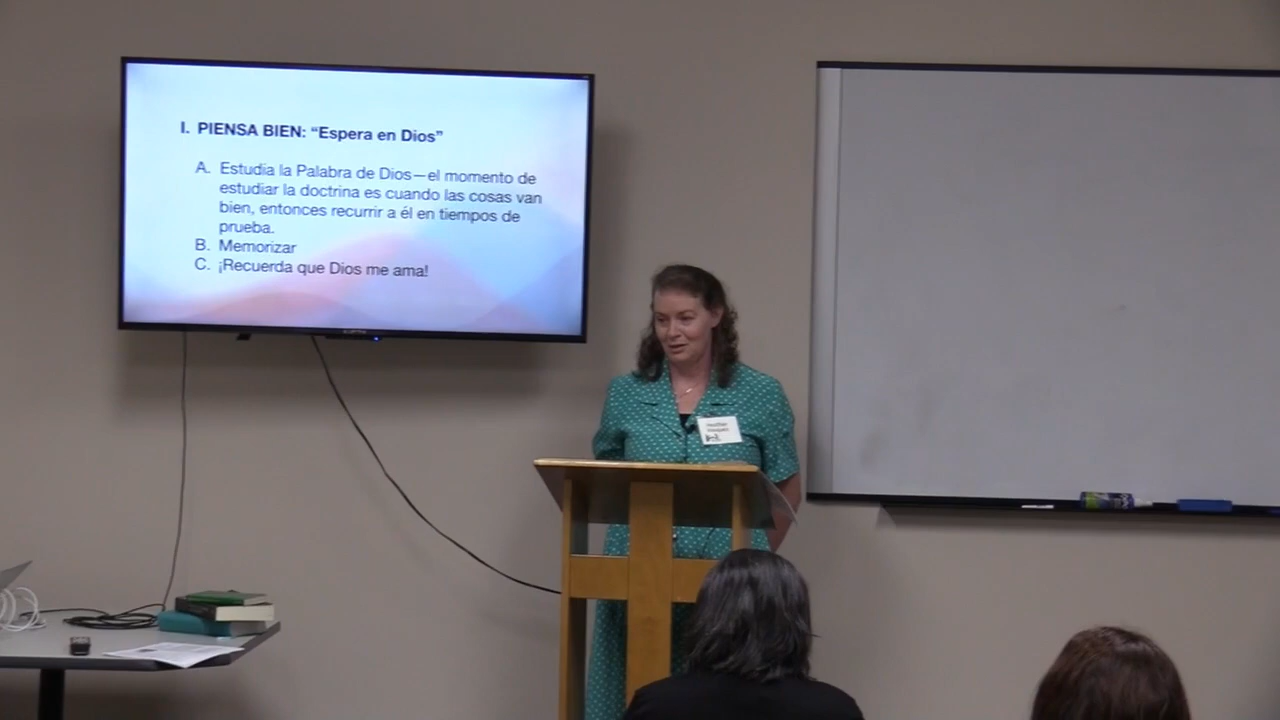 I. PIENSA BIEN: “Espera en Dios”
A. Estudia la Palabra de Dios—el momento de
estudiar la doctrina es cuando las cosas van
bien, entonces recurrir a él en tiempos de
prueba.
B. Memorizar
C. ¡Recuerda que Dios me ama!
Heather